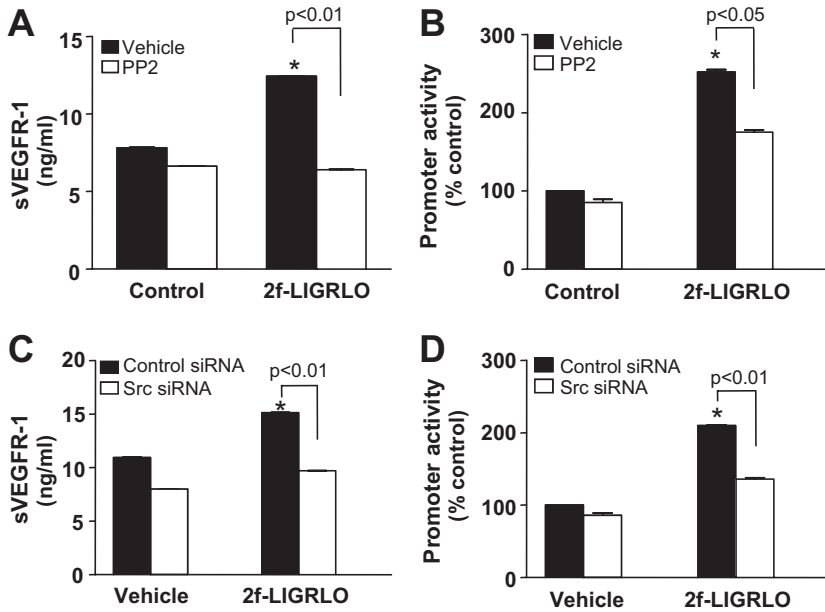 A
sVEGFR-1
(ng/ml)
15
10
5
0
Vehicle
PP2
p<0.01
*
Control
2f-LIGRLO
B
Promoter activity
(% control)
300
200
100
0
Vehicle
PP2
p<0.05
*
Control
2f-LIGRLO
C
sVEGFR-1
(ng/ml)
20
15
10
5
0
Control siRNA
Src siRNA
p<0.01
*
Vehicle
2f-LIGRLO
D
Promoter activity
(% control)
300
200
100
0
Control siRNA
Src siRNA
p<0.01
*
Vehicle
2f-LIGRLO